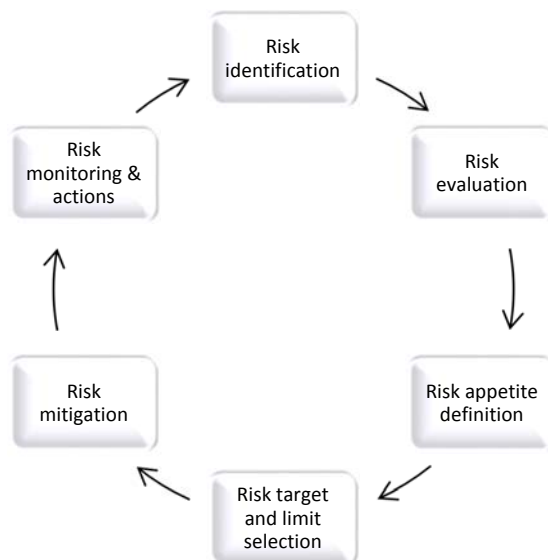 Risk
identification
Risk
evaluation
Risk appetite
definition
Risk target
and limit
selection
Risk
mitigation
Risk
monitoring &
actions